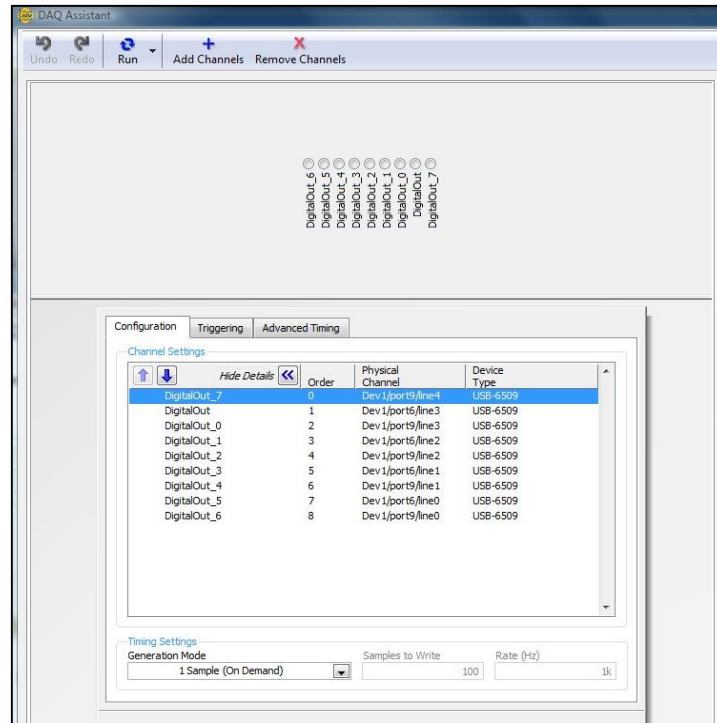 DAQ Assistant
Undo Redo Run Add Channels Remove Channels
DigitalOut_6
DigitalOut_5
DigitalOut_4
DigitalOut_3
DigitalOut_2
DigitalOut_1
DigitalOut_0
DigitalOut
DigitalOut_7
Configuration Triggering Advanced Timing
Channel Settings
Hide Details Order Physical Channel Device Type
DigitalOut_7 0 Dev1/port9/line4 USB-6509
DigitalOut 1 Dev1/port6/line3 USB-6509
DigitalOut_0 2 Dev1/port9/line3 USB-6509
DigitalOut_1 3 Dev1/port6/line2 USB-6509
DigitalOut_2 4 Dev1/port9/line2 USB-6509
DigitalOut_3 5 Dev1/port6/line1 USB-6509
DigitalOut_4 6 Dev1/port9/line1 USB-6509
DigitalOut_5 7 Dev1/port6/line0 USB-6509
DigitalOut_6 8 Dev1/port9/line0 USB-6509
Timing Settings
Generation Mode Samples to Write Rate (Hz)
1 Sample (On Demand) 100 1k